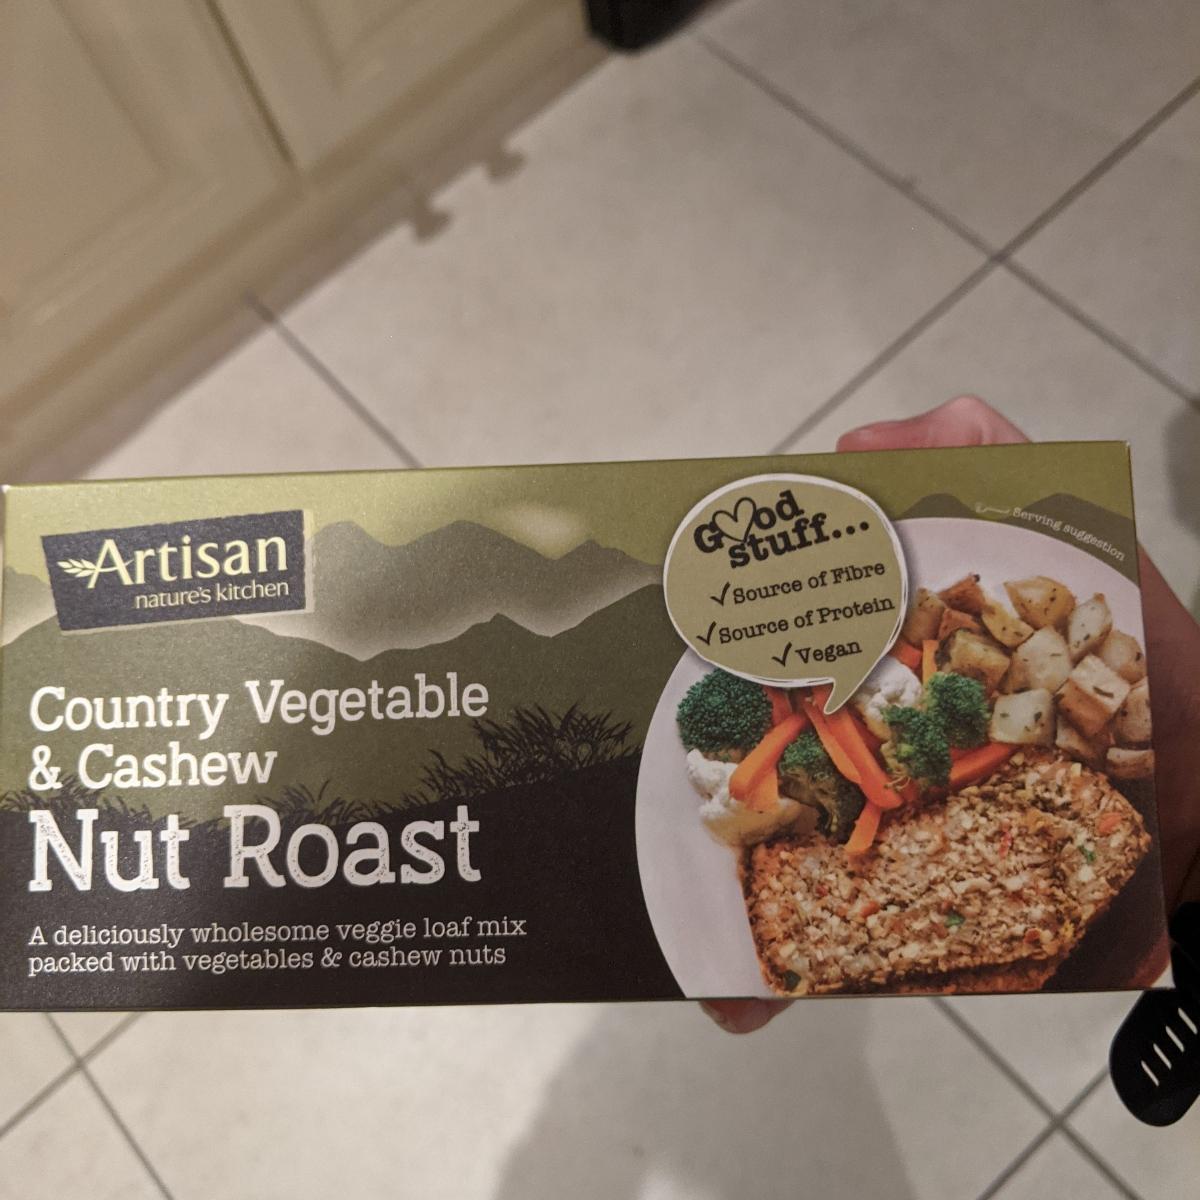 Artisan
nature's kitchen
Country Vegetable
& Cashew
Nut Roast
A deliciously wholesome veggie loaf mix
packed with vegetables & cashew nuts
Good
stuff...
✓ Source of Fibre
✓ Source of Protein
✓ Vegan
Serving suggestion